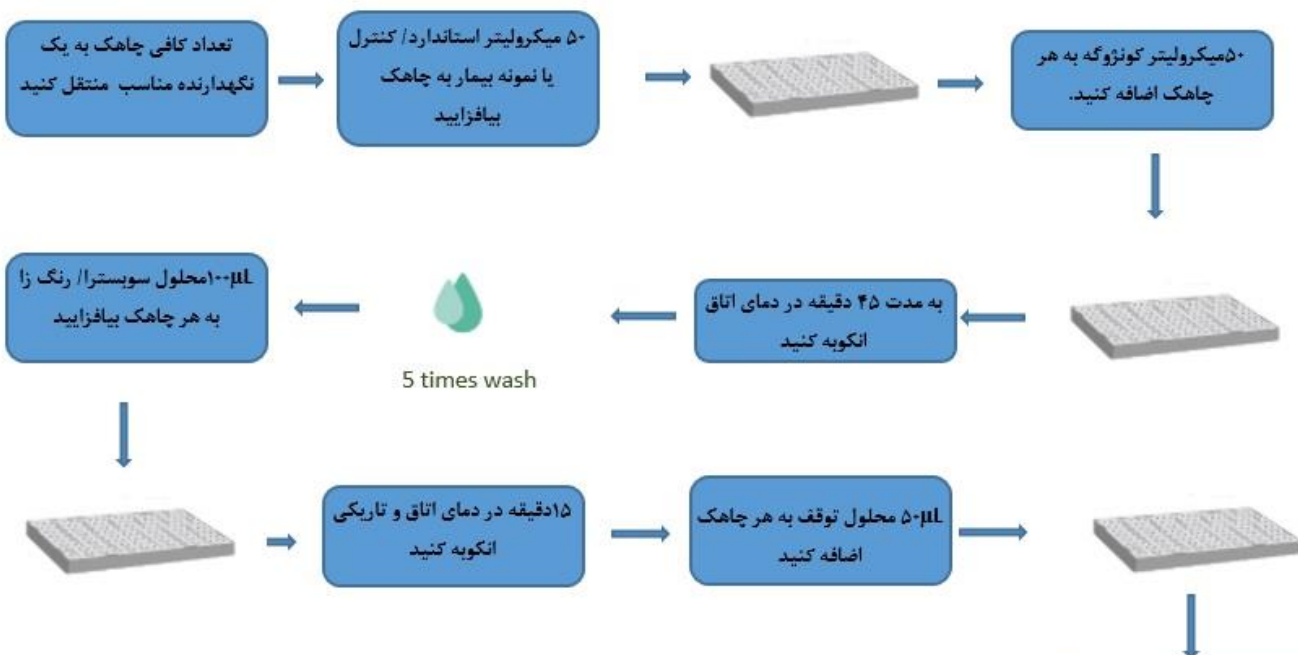 تعداد کافی چاهک به یک
نگهدارنده مناسب منتقل کنید
۵۰ میکرولیتر استاندارد/ کنترل
یا نمونه بیمار به چاهک
بیافزایید
۵۰میکرولیتر کونژوگه به هر
چاهک اضافه کنید.
به مدت ۴۵ دقیقه در دمای اتاق
انکوبه کنید
5 times wash
۱۰۰µL محلول سوبسترا/ رنگ زا
به هر چاهک بیافزایید
۱۵دقیقه در دمای اتاق و تاریکی
انکوبه کنید
۵۰µL محلول توقف به هر چاهک
اضافه کنید